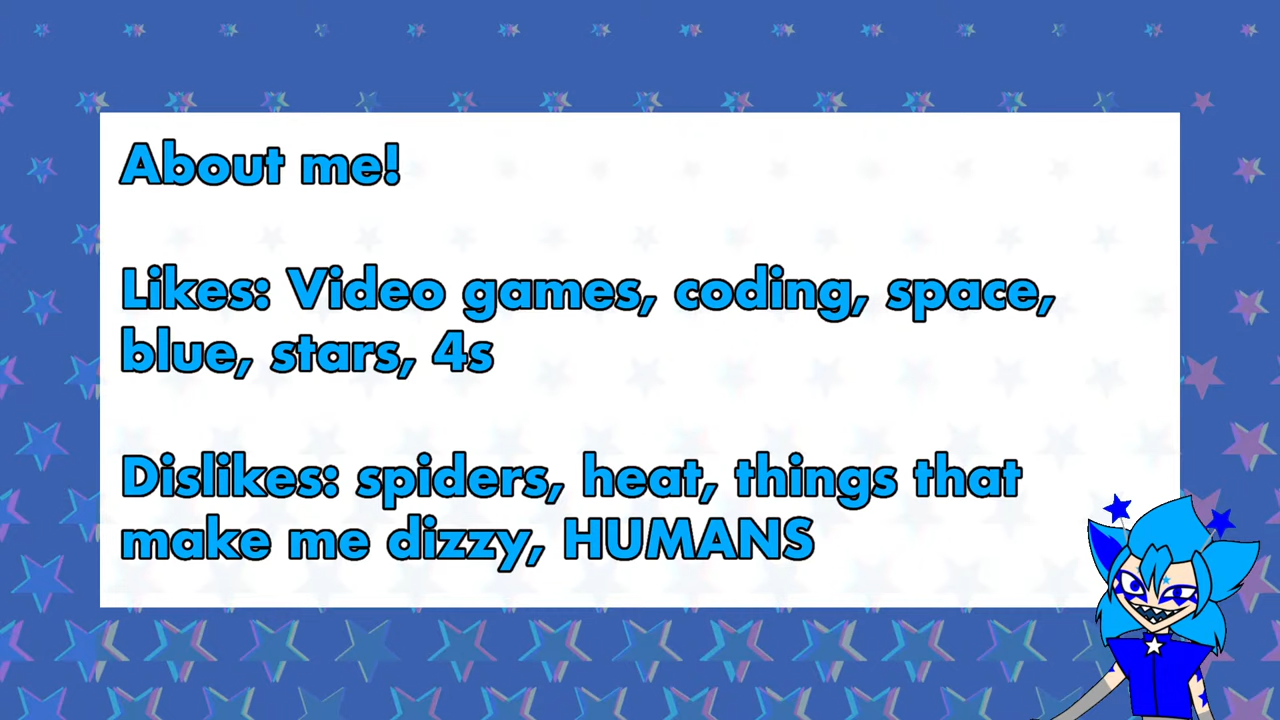 About me!
Likes: Video games, coding, space,
blue, stars, 4s
Dislikes: spiders, heat, things that
make me dizzy, HUMANS